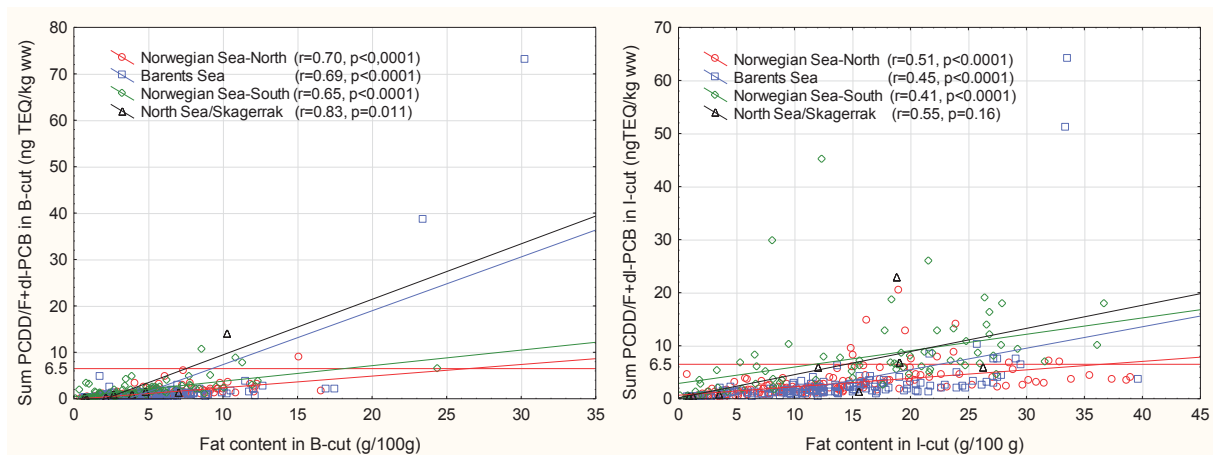 Sum PCDD/F+dl-PCB in B-cut (ng TEQ/kg ww)
80
70
60
50
40
30
20
10
6.5
0
Norwegian Sea-North (r=0.70, p<0,0001)
Barents Sea (r=0.69, p<0.0001)
Norwegian Sea-South (r=0.65, p<0.0001)
North Sea/Skagerrak (r=0.83, p=0.011)
0 5 10 15 20 25 30 35
Fat content in B-cut (g/100g)
Sum PCDD/F+dl-PCB in I-cut (ngTEQ/kg ww)
70
60
50
40
30
20
10
6.5
0
Norwegian Sea-North (r=0.51, p<0.0001)
Barents Sea (r=0.45, p<0.0001)
Norwegian Sea-South (r=0.41, p<0.0001)
North Sea/Skagerrak (r=0.55, p=0.16)
0 5 10 15 20 25 30 35 40 45
Fat content in I-cut (g/100 g)